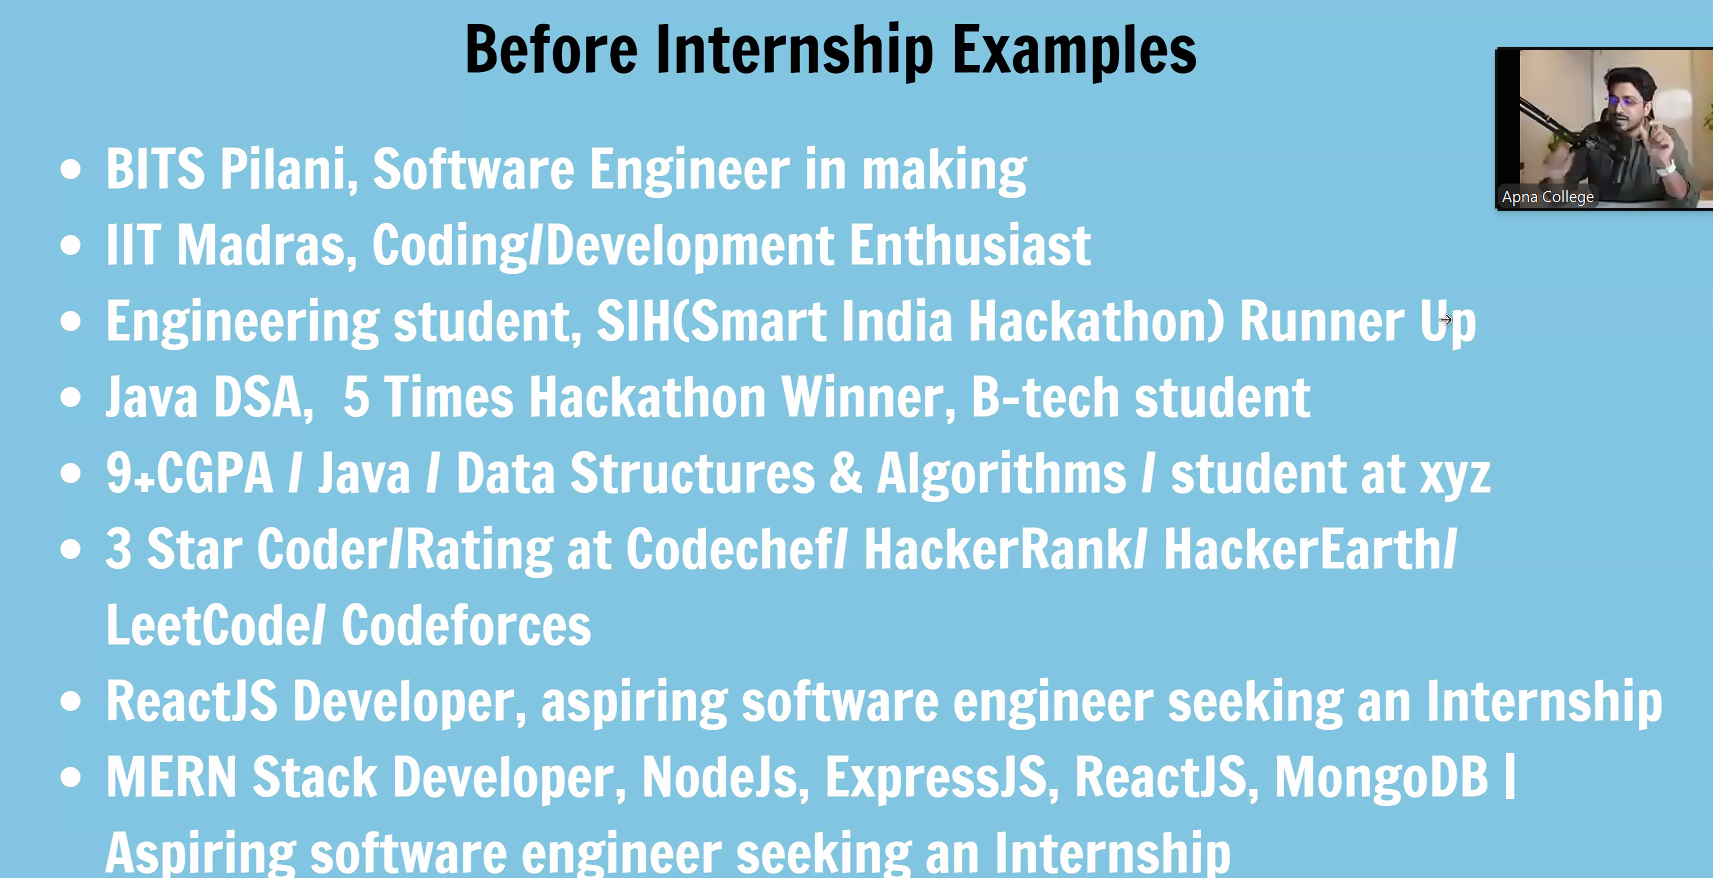 Before Internship Examples
• BITS Pilani, Software Engineer in making
• IIT Madras, Coding/Development Enthusiast
• Engineering student, SIH(Smart India Hackathon) Runner Up
• Java DSA,  5 Times Hackathon Winner, B-tech student
• 9+CGPA / Java / Data Structures & Algorithms / student at xyz
• 3 Star Coder/Rating at Codechef/ HackerRank/ HackerEarth/
LeetCode/ Codeforces
• ReactJS Developer, aspiring software engineer seeking an Internship
• MERN Stack Developer, NodeJs, ExpressJS, ReactJS, MongoDB |
Aspiring software engineer seeking an Internship
Apna College